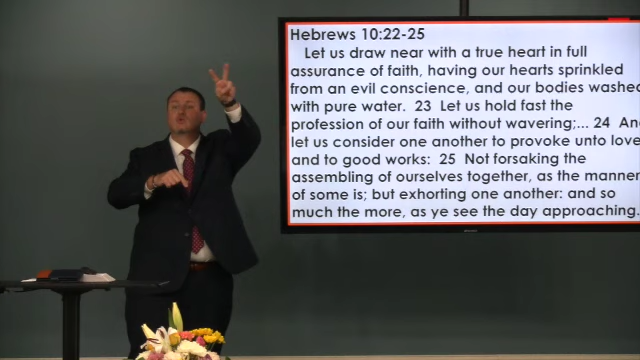 Hebrews 10:22-25
Let us draw near with a true heart in full
assurance of faith, having our hearts sprinkled
from an evil conscience, and our bodies washed
with pure water. 23 Let us hold fast the
profession of our faith without wavering;... 24 An
let us consider one another to provoke unto love
and to good works: 25 Not forsaking the
assembling of ourselves together, as the manner
of some is; but exhorting one another: and so
much the more, as ye see the day approaching.